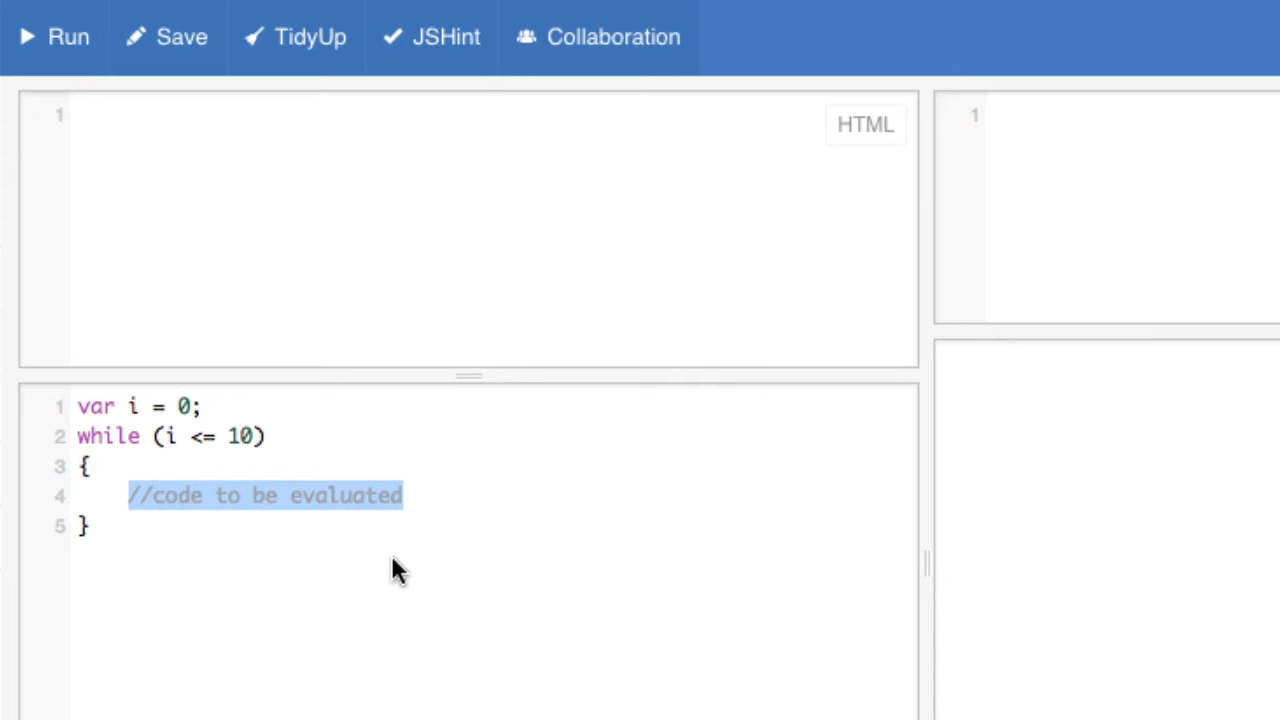 Run Save TidyUp JSHint Collaboration
1
HTML
1
1 var i = 0;
2 while (i <= 10)
3 {
4 //code to be evaluated
5 }